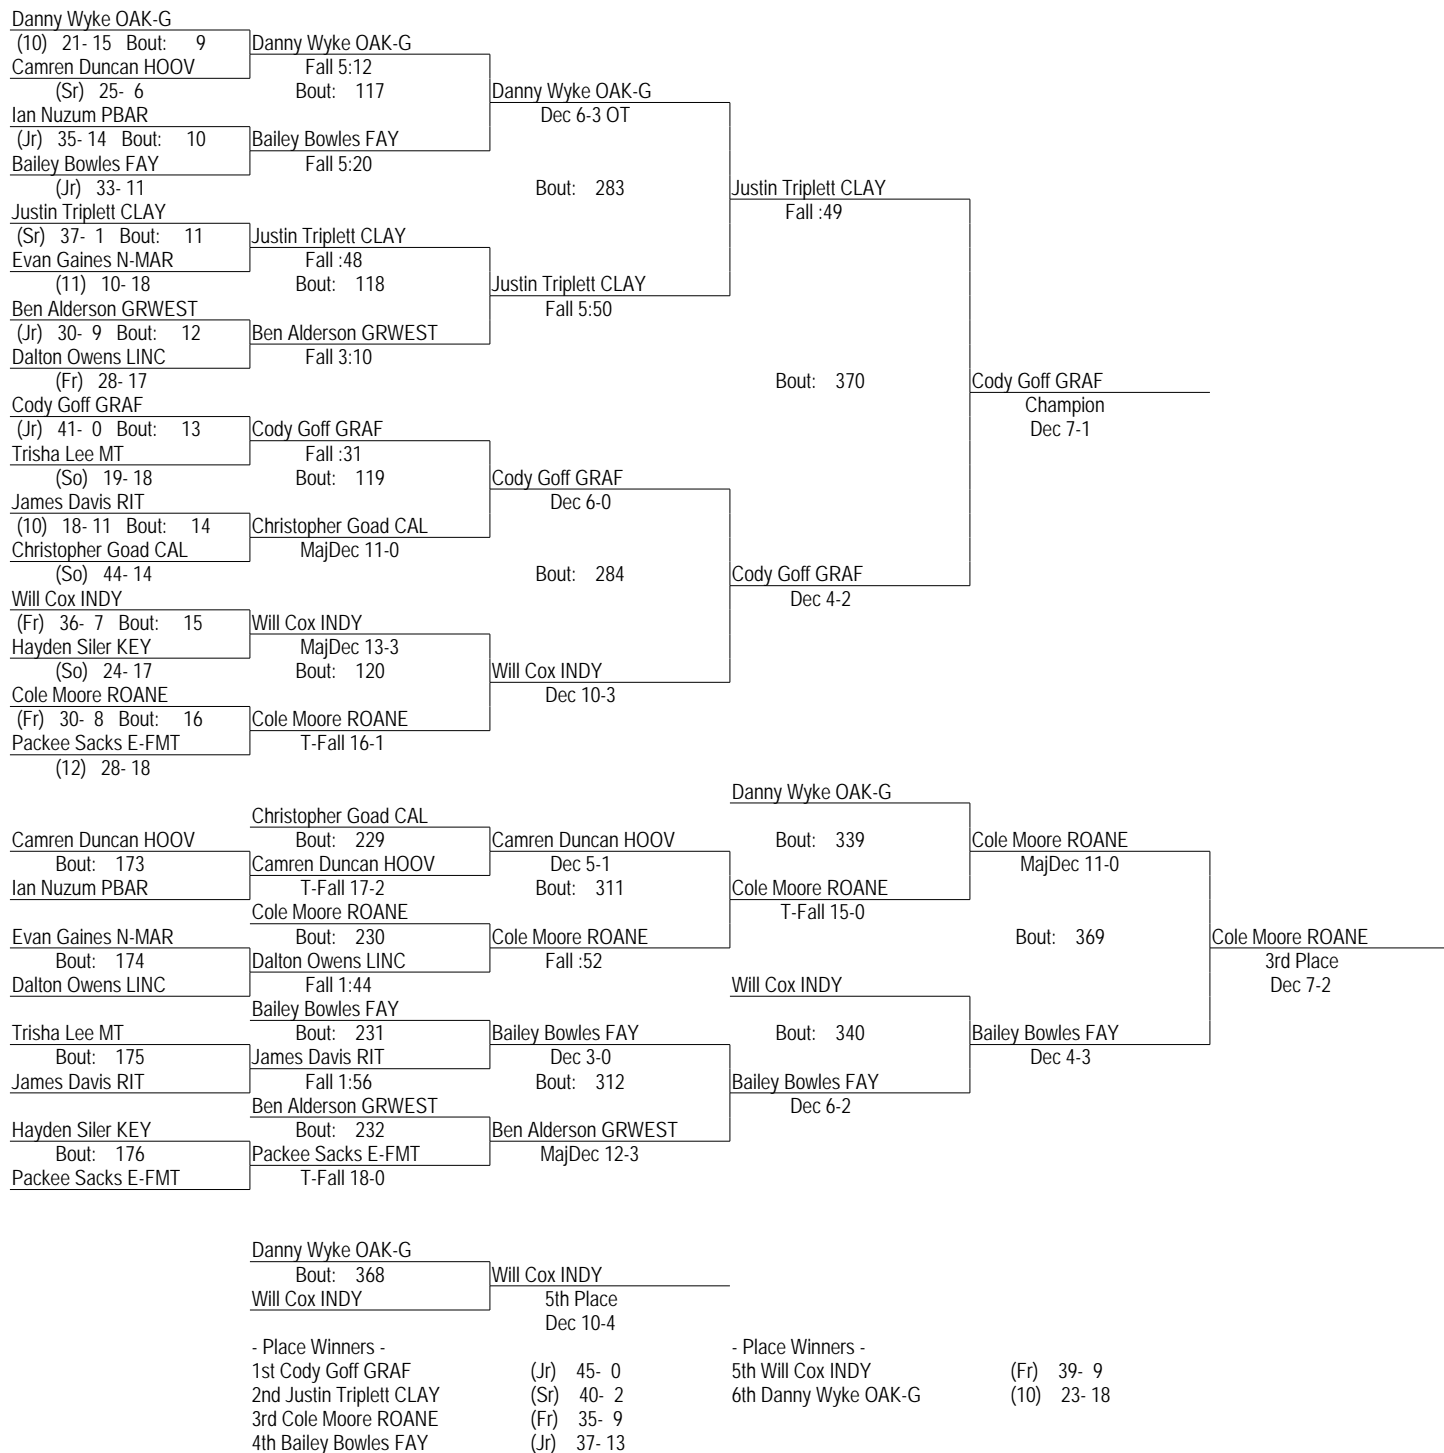 Danny Wyke OAK-G
(10) 21- 15 Bout: 9 Danny Wyke OAK-G
Camren Duncan HOOV Fall 5:12
(Sr) 25- 6 Bout: 117 Danny Wyke OAK-G
Ian Nuzum PBAR Dec 6-3 OT
(Jr) 35- 14 Bout: 10 Bailey Bowles FAY
Bailey Bowles FAY Fall 5:20
(Jr) 33- 11 Bout: 283 Justin Triplett CLAY
Justin Triplett CLAY Fall :49
(Sr) 37- 1 Bout: 11 Justin Triplett CLAY
Evan Gaines N-MAR Fall :48
(11) 10- 18 Bout: 118 Justin Triplett CLAY
Ben Alderson GRWEST Fall 5:50
(Jr) 30- 9 Bout: 12 Ben Alderson GRWEST
Dalton Owens LINC Fall 3:10
(Fr) 28- 17 Bout: 370 Cody Goff GRAF
Cody Goff GRAF Champion
(Jr) 41- 0 Bout: 13 Cody Goff GRAF Dec 7-1
Trisha Lee MT Fall :31
(So) 19- 18 Bout: 119 Cody Goff GRAF
James Davis RIT Dec 6-0
(10) 18- 11 Bout: 14 Christopher Goad CAL
Christopher Goad CAL MajDec 11-0
(So) 44- 14 Bout: 284 Cody Goff GRAF
Will Cox INDY Dec 4-2
(Fr) 36- 7 Bout: 15 Will Cox INDY
Hayden Siler KEY MajDec 13-3
(So) 24- 17 Bout: 120 Will Cox INDY
Cole Moore ROANE Dec 10-3
(Fr) 30- 8 Bout: 16 Cole Moore ROANE
Packee Sacks E-FMT T-Fall 16-1
(12) 28- 18
Danny Wyke OAK-G
Christopher Goad CAL
Camren Duncan HOOV Bout: 229 Camren Duncan HOOV Bout: 339 Cole Moore ROANE
Bout: 173 Camren Duncan HOOV Dec 5-1 MajDec 11-0
Ian Nuzum PBAR T-Fall 17-2 Bout: 311 Cole Moore ROANE
Cole Moore ROANE T-Fall 15-0
Evan Gaines N-MAR Bout: 230 Cole Moore ROANE Bout: 369 Cole Moore ROANE
Bout: 174 Dalton Owens LINC Fall :52 3rd Place
Dalton Owens LINC Fall 1:44 Will Cox INDY Dec 7-2
Bailey Bowles FAY
Trisha Lee MT Bout: 231 Bailey Bowles FAY Bout: 340 Bailey Bowles FAY
Bout: 175 James Davis RIT Dec 3-0 Dec 4-3
James Davis RIT Fall 1:56 Bout: 312 Bailey Bowles FAY
Ben Alderson GRWEST Dec 6-2
Hayden Siler KEY Bout: 232 Ben Alderson GRWEST
Bout: 176 Packee Sacks E-FMT MajDec 12-3
Packee Sacks E-FMT T-Fall 18-0
Danny Wyke OAK-G
Bout: 368 Will Cox INDY
Will Cox INDY 5th Place
Dec 10-4
- Place Winners - - Place Winners -
1st Cody Goff GRAF (Jr) 45- 0 5th Will Cox INDY (Fr) 39- 9
2nd Justin Triplett CLAY (Sr) 40- 2 6th Danny Wyke OAK-G (10) 23- 18
3rd Cole Moore ROANE (Fr) 35- 9
4th Bailey Bowles FAY (Jr) 37- 13